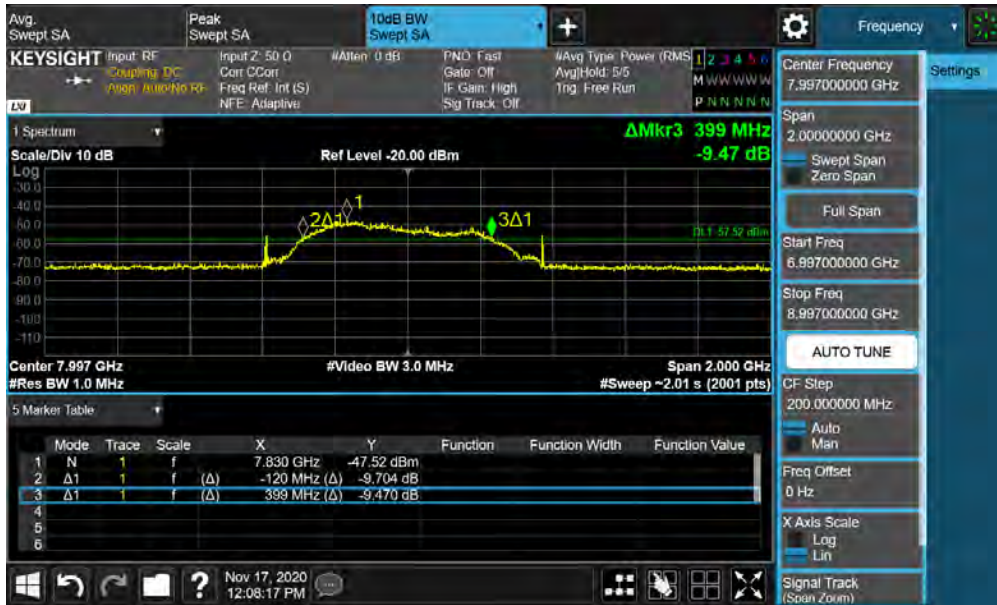 Avg.
Swept SA
Peak
Swept SA
10dB BW
Swept SA
Frequency
KEYSIGHT
Input: RF
Coupling: DC
Align: Auto/No RF
Input Z: 50 Ω
Corr CCorr
Freq Ref: Int (S)
NFE: Adaptive
#Atten: 0 dB
PNO: Fast
Gate: Off
IF Gain: High
Sig Track: Off
#Avg Type: Power (RMS
Avg|Hold: 5/5
Trig: Free Run
1 2 3 4 5 6
M W W W W W
P N N N N N
LXI
1 Spectrum
Scale/Div 10 dB
Ref Level -20.00 dBm
ΔMkr3 399 MHz
-9.47 dB
Log
-30.0
-40.0
-50.0
-60.0
-70.0
-80.0
-90.0
-100
-110
2Δ1
1
3Δ1
DL1 -57.52 dBm
Center 7.997 GHz
#Res BW 1.0 MHz
#Video BW 3.0 MHz
Span 2.000 GHz
#Sweep ~2.01 s (2001 pts)
5 Marker Table
Mode Trace Scale X Y Function Function Width Function Value
1 N 1 f 7.830 GHz -47.52 dBm
2 Δ1 1 f (Δ) -120 MHz (Δ) -9.704 dB
3 Δ1 1 f (Δ) 399 MHz (Δ) -9.470 dB
4
5
6
Nov 17, 2020
12:08:17 PM
Center Frequency
7.997000000 GHz
Settings
Span
2.00000000 GHz
Swept Span
Zero Span
Full Span
Start Freq
6.997000000 GHz
Stop Freq
8.997000000 GHz
AUTO TUNE
CF Step
200.000000 MHz
Auto
Man
Freq Offset
0 Hz
X Axis Scale
Log
Lin
Signal Track
(Span Zoom)